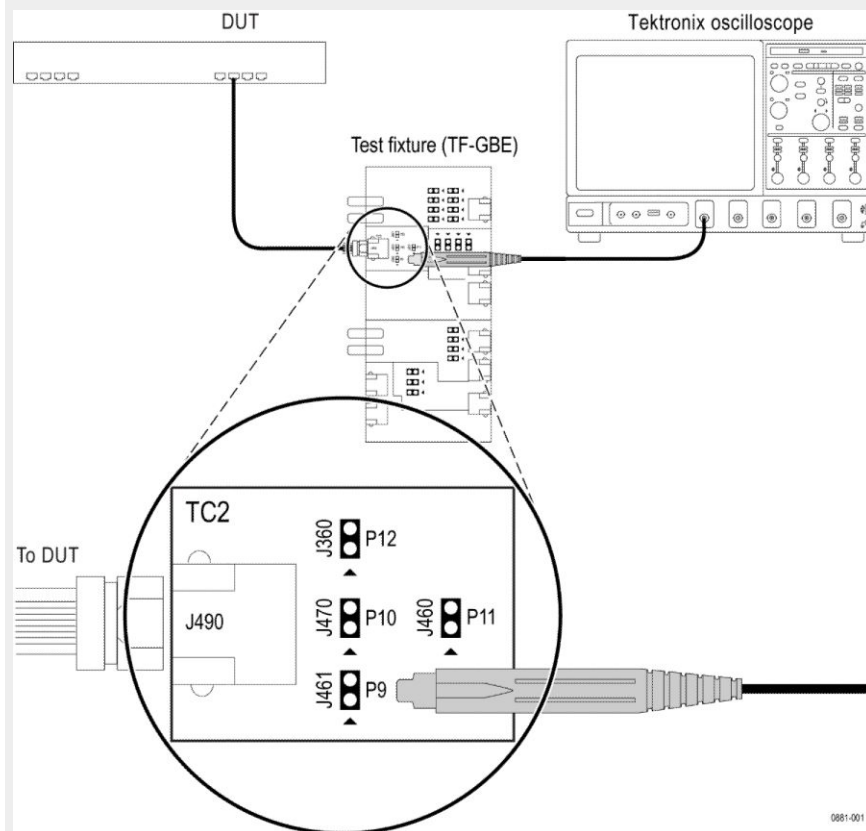 DUT
Tektronix oscilloscope
Test fixture (TF-GBE)
TC2
To DUT
J490
J360 P12
J470 P10
J460 P11
J461 P9
0881-001